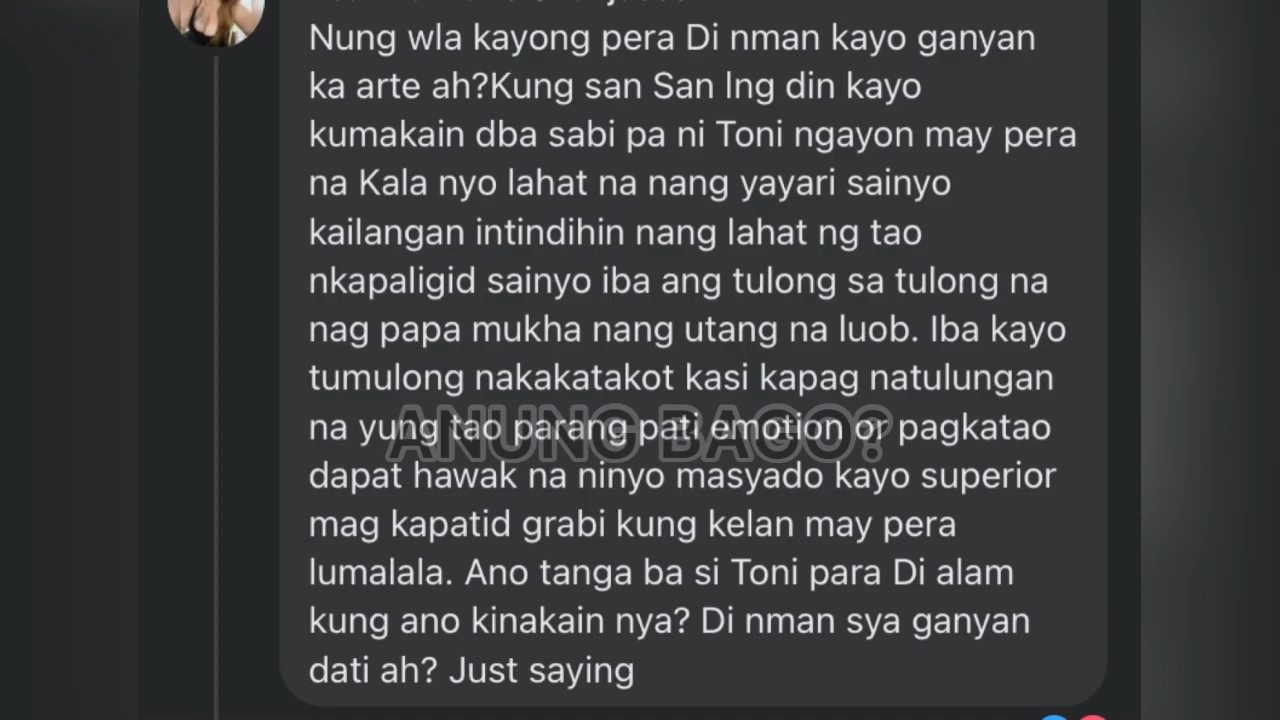 Nung wla kayong pera Di nman kayo ganyan
ka arte ah?Kung san San Ing din kayo
kumakain dba sabi pa ni Toni ngayon may pera
na Kala nyo lahat na nang yayari sainyo
kailangan intindihin nang lahat ng tao
nkapaligid sainyo iba ang tulong sa tulong na
nag papa mukha nang utang na luob. Iba kayo
tumulong nakakatakot kasi kapag natulungan
na yung tao parang pati emotion or pagkatao
ANUNG BAGO?
dapat hawak na ninyo masyado kayo superior
mag kapatid grabi kung kelan may pera
lumalala. Ano tanga ba si Toni para Di alam
kung ano kinakain nya? Di nman sya ganyan
dati ah? Just saying